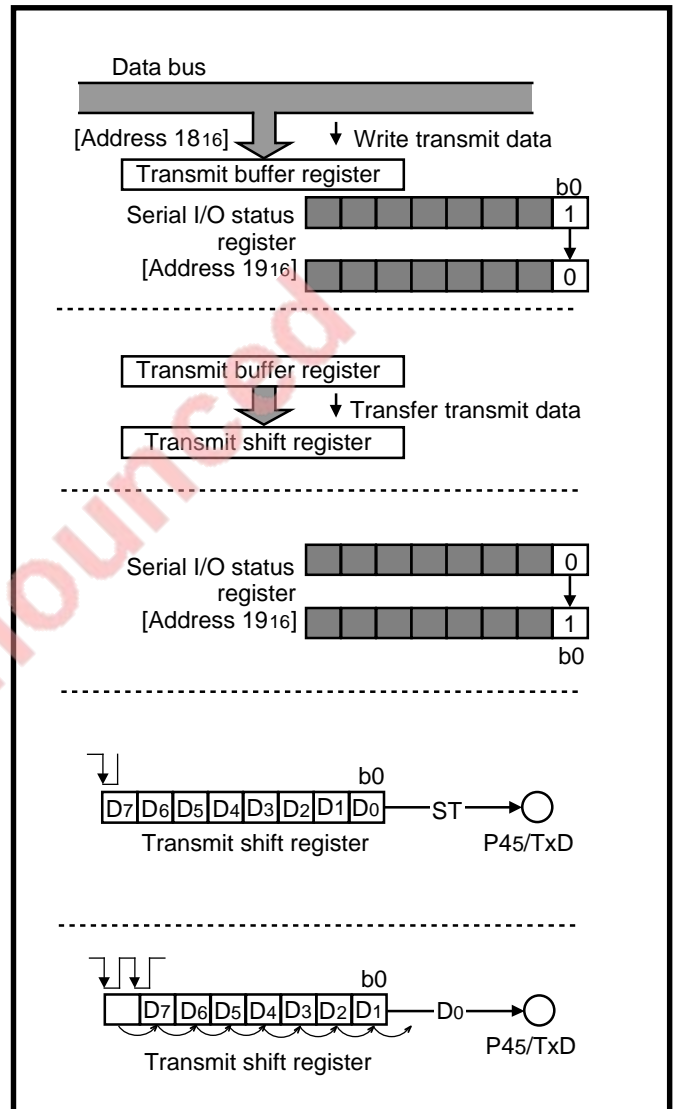 Data bus
[Address 1816]
Write transmit data
Transmit buffer register
b0
Serial I/O status
register
[Address 1916]
1
0
Transmit buffer register
Transfer transmit data
Transmit shift register
Serial I/O status
register
[Address 1916]
0
1
b0
b0
D7 D6 D5 D4 D3 D2 D1 D0
ST
Transmit shift register
P45/TxD
b0
D7 D6 D5 D4 D3 D2 D1
D0
Transmit shift register
P45/TxD
nounced